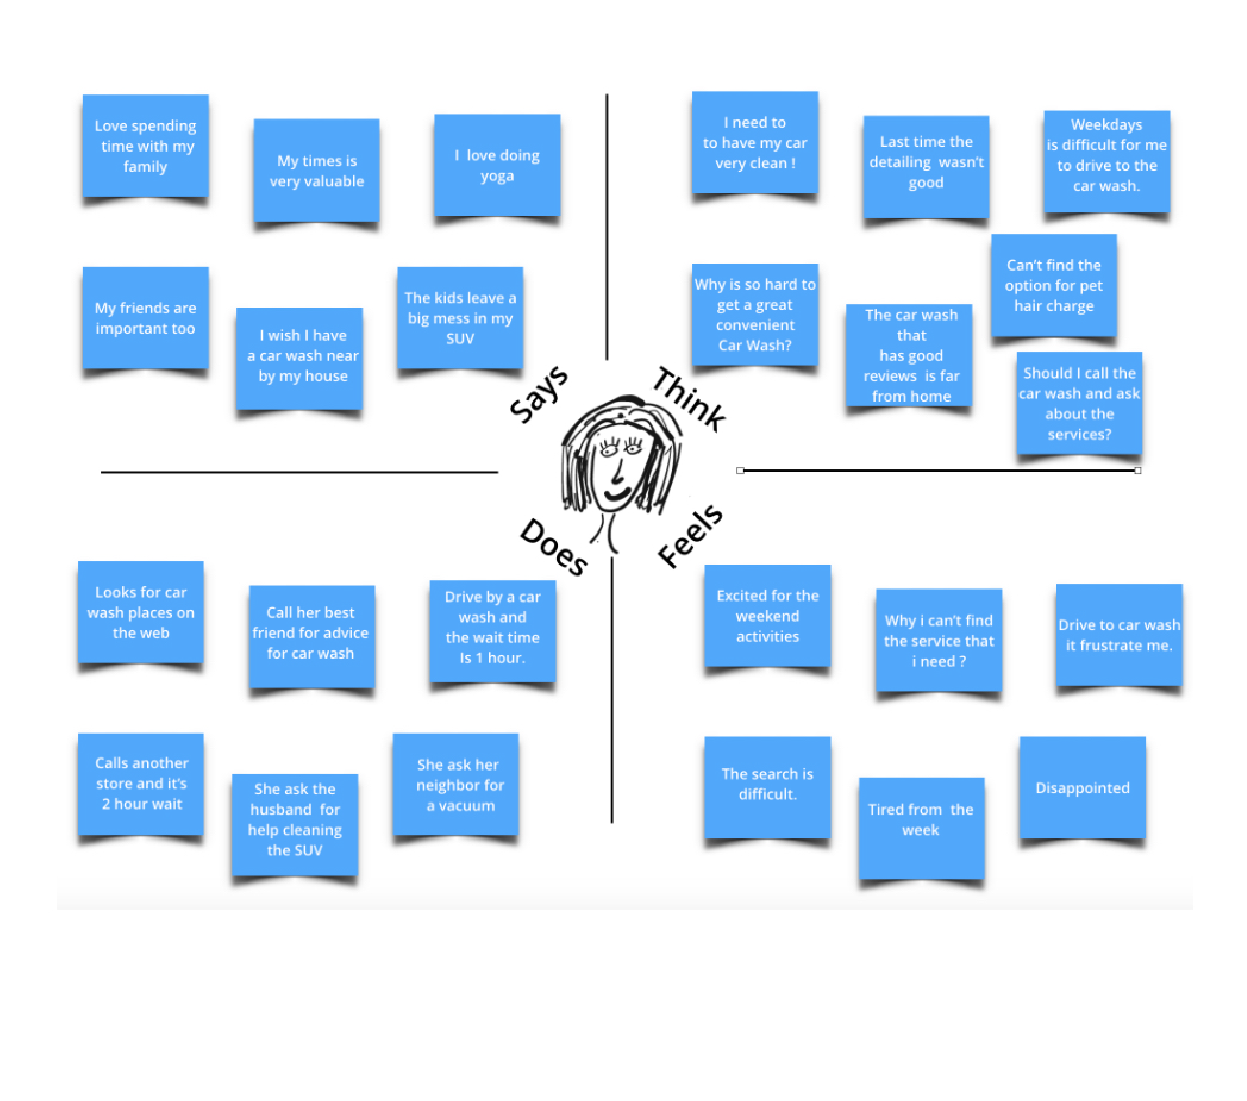 Love spending
time with my
family
My times is
very valuable
I love doing
yoga
My friends are
important too
I wish I have
a car wash near
by my house
The kids leave a
big mess in my
SUV
Says
I need to
to have my car
very clean !
Last time the
detailing wasn't
good
Weekdays
is difficult for me
to drive to the
car wash.
Why is so hard to
get a great
convenient
Car Wash?
The car wash
that
has good
reviews is far
from home
Can't find the
option for pet
hair charge
Should I call the
car wash and ask
about the
services?
Think
Does
Looks for car
wash places on
the web
Call her best
friend for advice
for car wash
Drive by a car
wash and
the wait time
Is 1 hour.
Calls another
store and it's
2 hour wait
She ask the
husband for
help cleaning
the SUV
She ask her
neighbor for
a vacuum
Feels
Excited for the
weekend
activities
Why i can't find
the service that
i need ?
Drive to car wash
it frustrate me.
The search is
difficult.
Tired from the
week
Disappointed